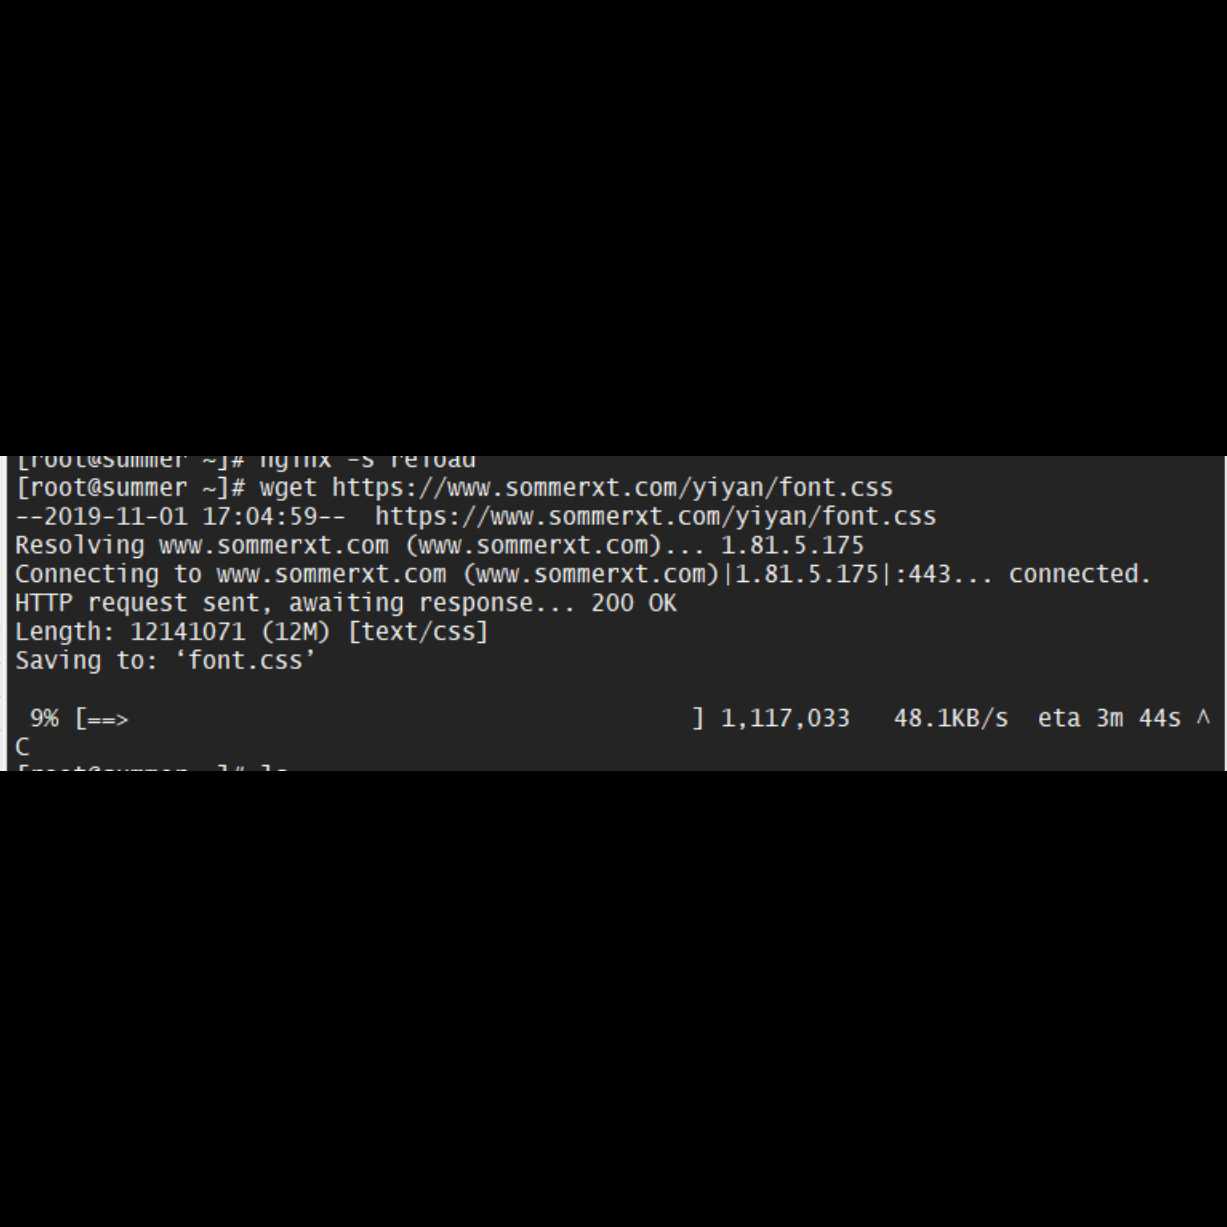 [root@summer ~]# nginx -s reload
[root@summer ~]# wget https://www.sommerxt.com/yiyan/font.css
--2019-11-01 17:04:59--  https://www.sommerxt.com/yiyan/font.css
Resolving www.sommerxt.com (www.sommerxt.com)... 1.81.5.175
Connecting to www.sommerxt.com (www.sommerxt.com)|1.81.5.175|:443... connected.
HTTP request sent, awaiting response... 200 OK
Length: 12141071 (12M) [text/css]
Saving to: ‘font.css’
9% [==>                                       ] 1,117,033   48.1KB/s  eta 3m 44s ^
C